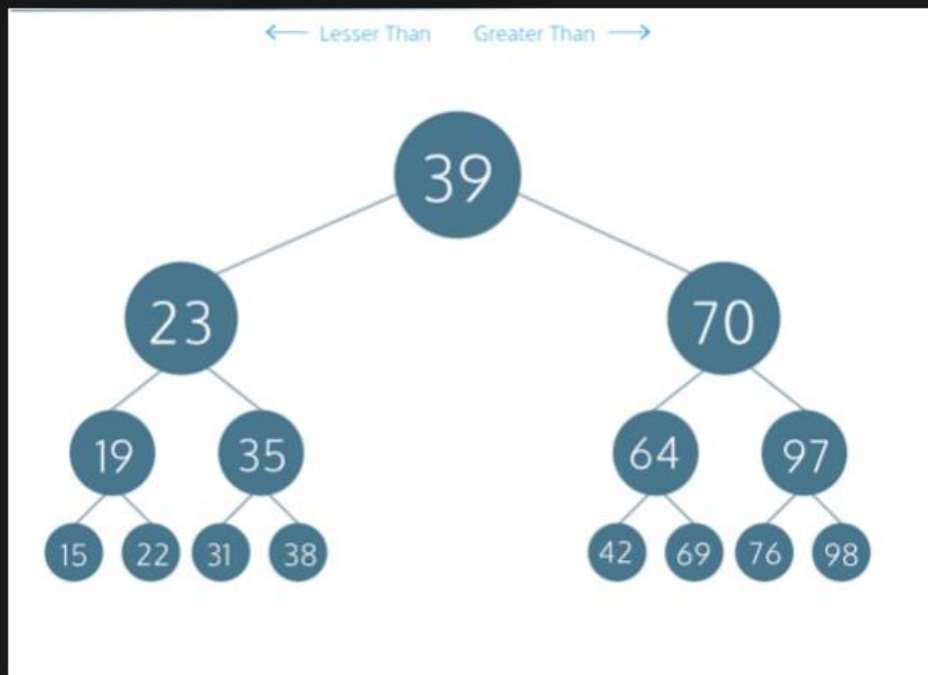 ← Lesser Than Greater Than →
39
23 70
19 35 64 97
15 22 31 38 42 69 76 98